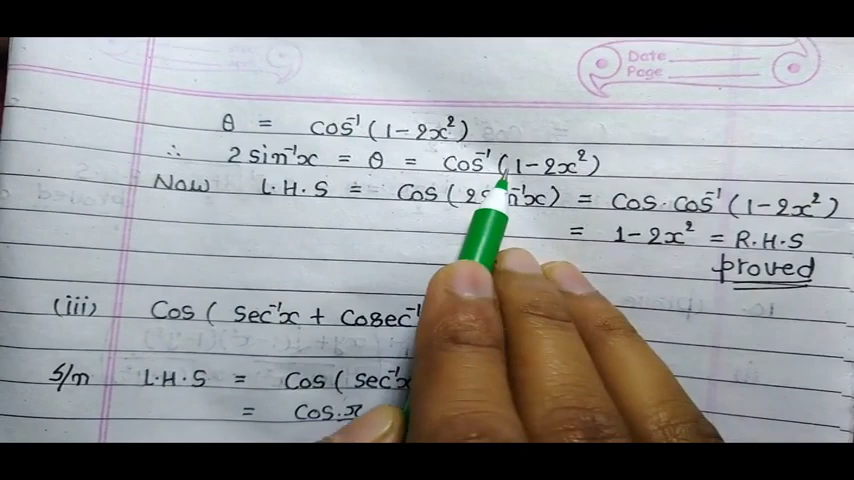 Date
Page
θ = cos⁻¹(1-2x²)
∴ 2 sin⁻¹x = θ = cos⁻¹(1-2x²)
Now L.H.S = cos(2sin⁻¹x) = cos.cos⁻¹(1-2x²)
= 1-2x² = R.H.S
proved
(iii) cos( sec⁻¹x + cosec⁻¹
S/n L.H.S = cos( sec⁻¹x
= cos.π